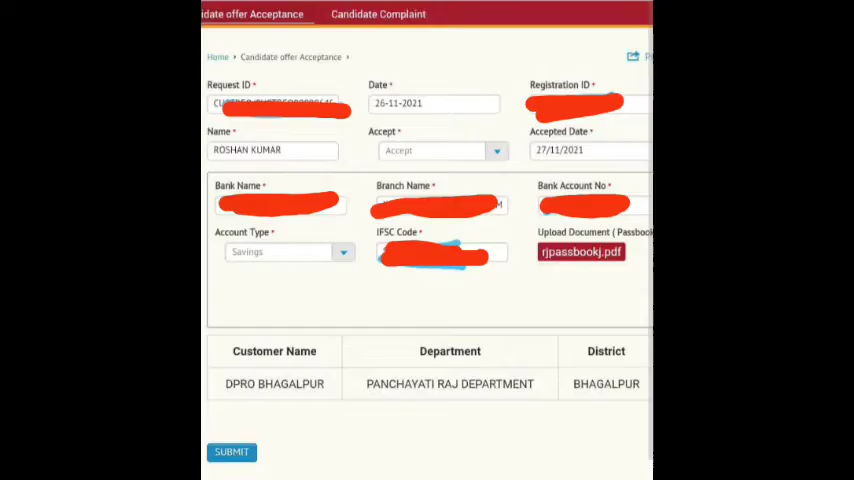 idate offer Acceptance Candidate Complaint
Home › Candidate offer Acceptance ›
Request ID * Date * Registration ID *
26-11-2021
Name * Accept * Accepted Date *
ROSHAN KUMAR Accept 27/11/2021
Bank Name * Branch Name * Bank Account No *
M
Account Type * IFSC Code * Upload Document ( Passbook
Savings rjpassbookj.pdf
Customer Name Department District
DPRO BHAGALPUR PANCHAYATI RAJ DEPARTMENT BHAGALPUR
SUBMIT